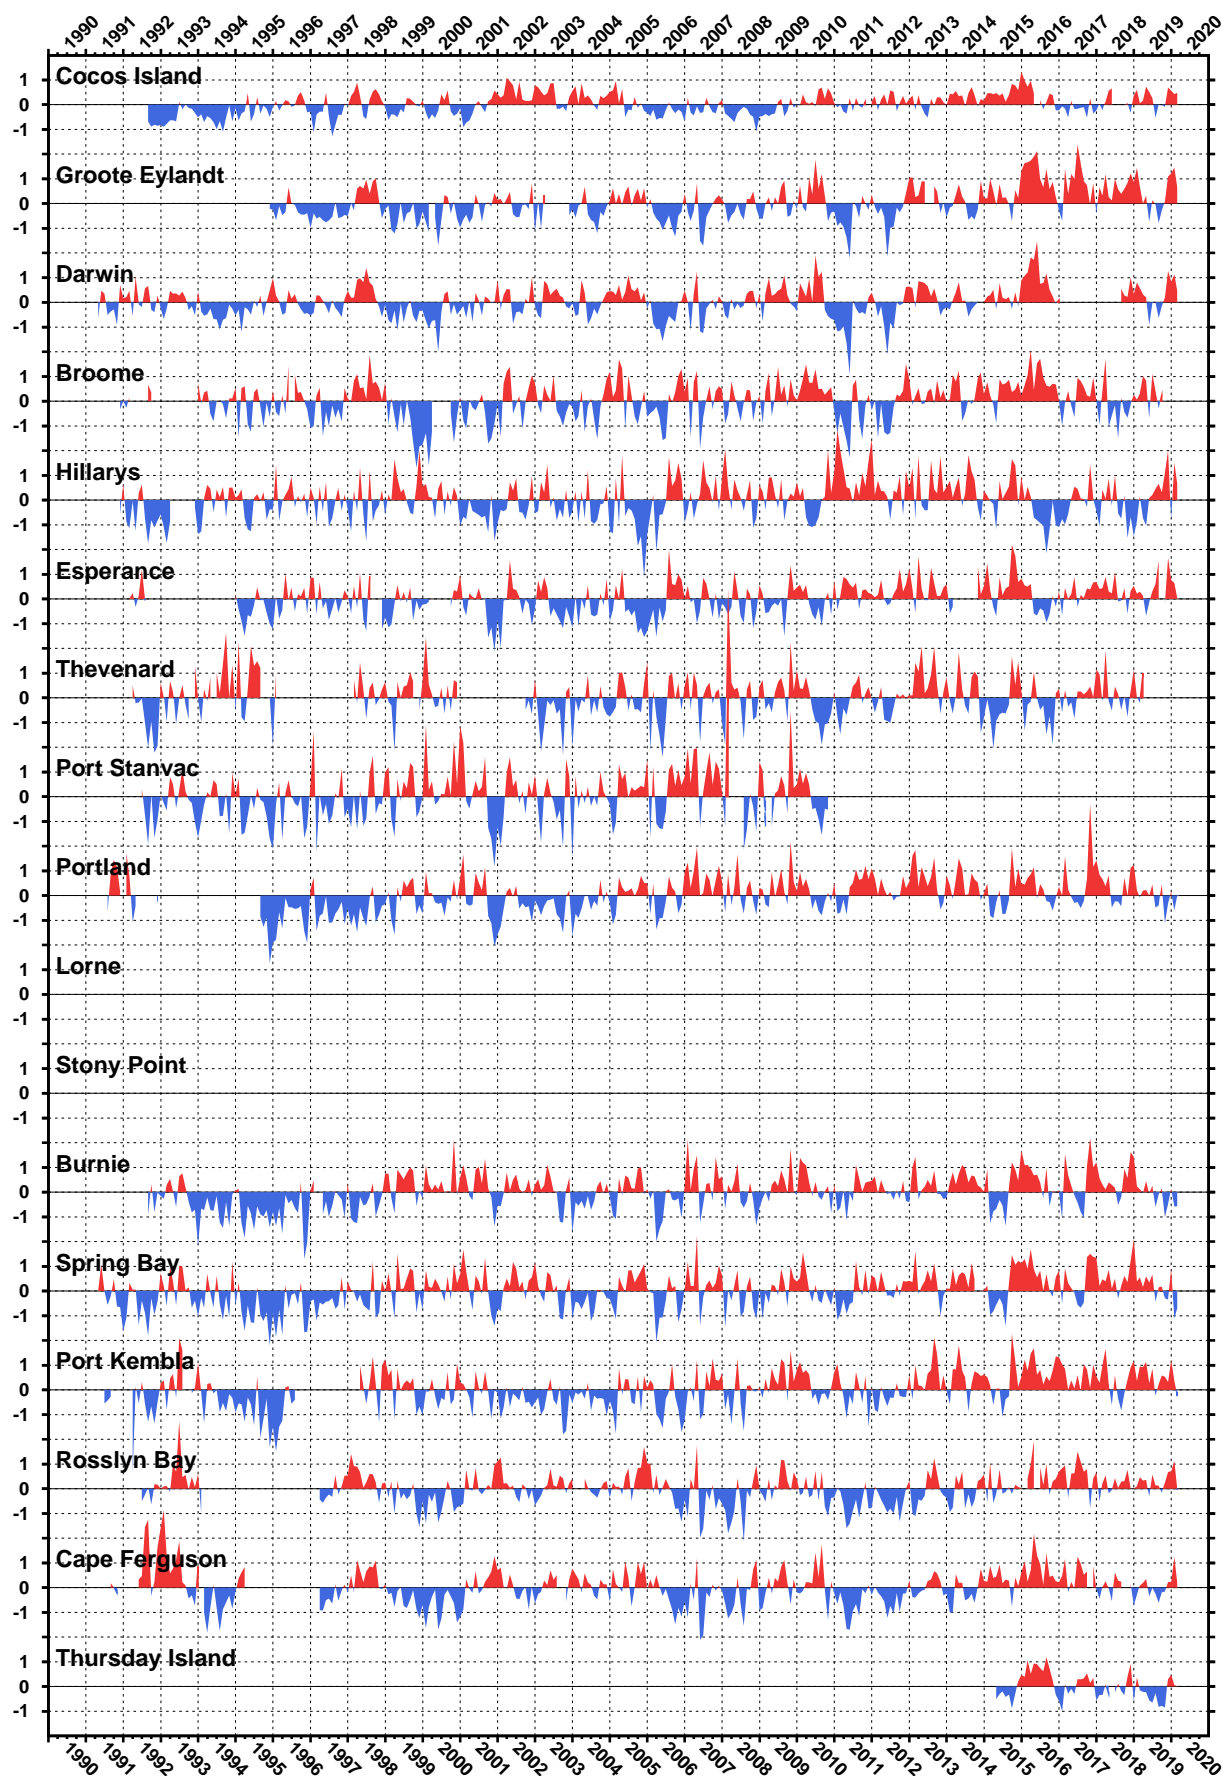 1990 1991 1992 1993 1994 1995 1996 1997 1998 1999 2000 2001 2002 2003 2004 2005 2006 2007 2008 2009 2010 2011 2012 2013 2014 2015 2016 2017 2018 2019 2020
Cocos Island
1
0
-1
Groote Eylandt
1
0
-1
Darwin
1
0
-1
Broome
1
0
-1
Hillarys
1
0
-1
Esperance
1
0
-1
Thevenard
1
0
-1
Port Stanvac
1
0
-1
Portland
1
0
-1
Lorne
1
0
-1
Stony Point
1
0
-1
Burnie
1
0
-1
Spring Bay
1
0
-1
Port Kembla
1
0
-1
Rosslyn Bay
1
0
-1
Cape Ferguson
1
0
-1
Thursday Island
1
0
-1
1990 1991 1992 1993 1994 1995 1996 1997 1998 1999 2000 2001 2002 2003 2004 2005 2006 2007 2008 2009 2010 2011 2012 2013 2014 2015 2016 2017 2018 2019 2020